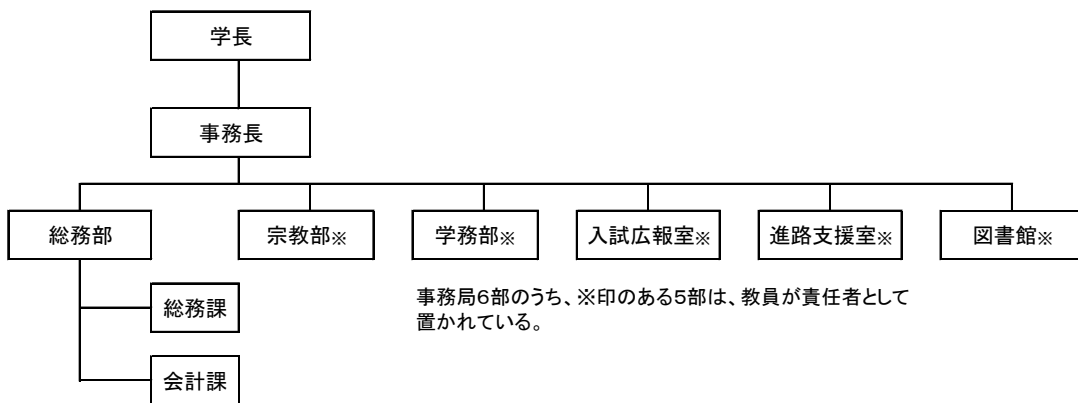 学長
事務長
総務部
宗教部※
学務部※
入試広報室※
進路支援室※
図書館※
総務課
会計課
事務局6部のうち、※印のある5部は、教員が責任者として
置かれている。